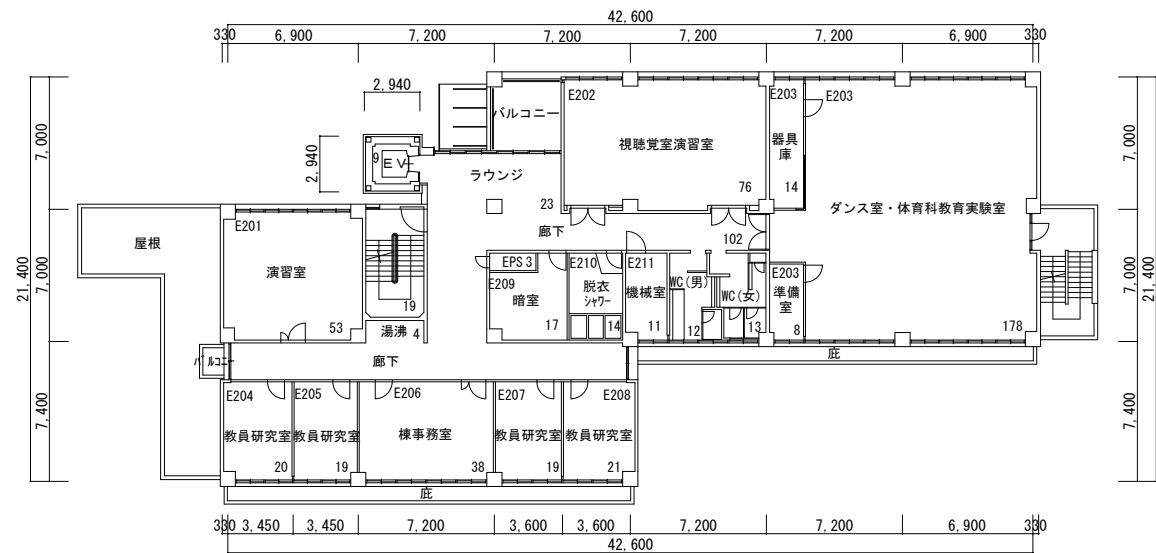 42,600
330 6,900 7,200 7,200 7,200 7,200 6,900 330
2,940
7,000
7,000
7,400
21,400
2,940
7,000
7,000
7,400
21,400
バルコニー
E202
視聴覚室演習室
76
E203
器具
庫
14
E203
ダンス室・体育科教育実験室
178
9
EV
ラウンジ
23
廊下
102
屋根
E201
演習室
53
19
湯沸
4
EPS 3
E209
暗室
17
E210
脱衣
シャワー
14
E211
機械室
11
WC(男)
12
WC(女)
13
E203
準備
室
8
庇
バルコニー
廊下
E204
教員研究室
20
E205
教員研究室
19
E206
棟事務室
38
E207
教員研究室
19
E208
教員研究室
21
庇
330 3,450 3,450 7,200 3,600 3,600 7,200 7,200 6,900 330
42,600